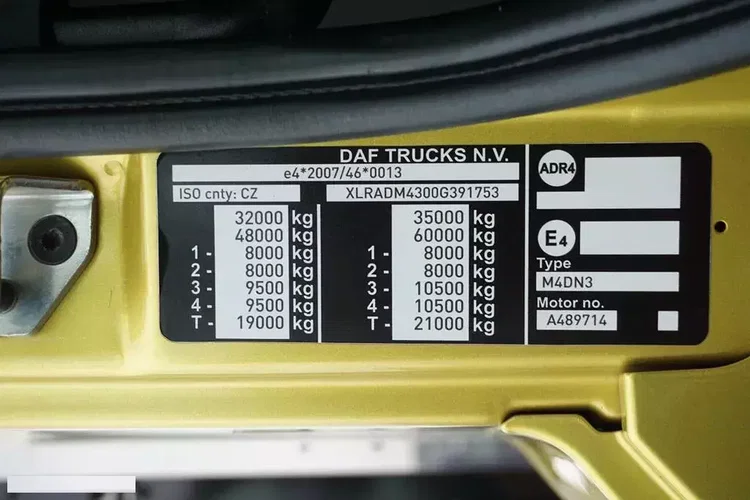 DAF TRUCKS N.V.
e4*2007/46*0013
ISO cnty: CZ XLRADM4300G391753
32000 kg 35000 kg
48000 kg 60000 kg
1 - 8000 kg 1 - 8000 kg
2 - 8000 kg 2 - 8000 kg
3 - 9500 kg 3 - 10500 kg
4 - 9500 kg 4 - 10500 kg
T - 19000 kg T - 21000 kg
ADR4
E4
Type
M4DN3
Motor no.
A489714